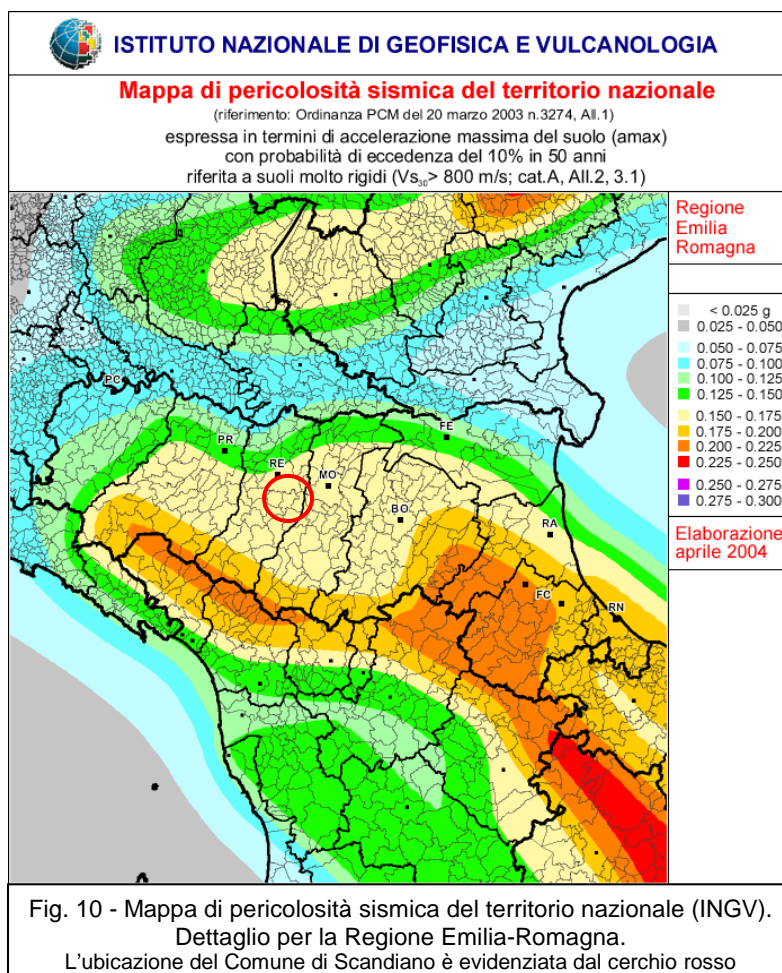 ISTITUTO NAZIONALE DI GEOFISICA E VULCANOLOGIA
Mappa di pericolosità sismica del territorio nazionale
(riferimento: Ordinanza PCM del 20 marzo 2003 n.3274, All.1)
espressa in termini di accelerazione massima del suolo (amax)
con probabilità di eccedenza del 10% in 50 anni
riferita a suoli molto rigidi (Vs30> 800 m/s; cat.A, All.2, 3.1)
Regione
Emilia
Romagna
< 0.025 g
0.025 - 0.050
0.050 - 0.075
0.075 - 0.100
0.100 - 0.125
0.125 - 0.150
0.150 - 0.175
0.175 - 0.200
0.200 - 0.225
0.225 - 0.250
0.250 - 0.275
0.275 - 0.300
Elaborazione
aprile 2004
PC
PR
RE
MO
FE
BO
RA
FC
RN
Fig. 10 - Mappa di pericolosità sismica del territorio nazionale (INGV).
Dettaglio per la Regione Emilia-Romagna.
L'ubicazione del Comune di Scandiano è evidenziata dal cerchio rosso